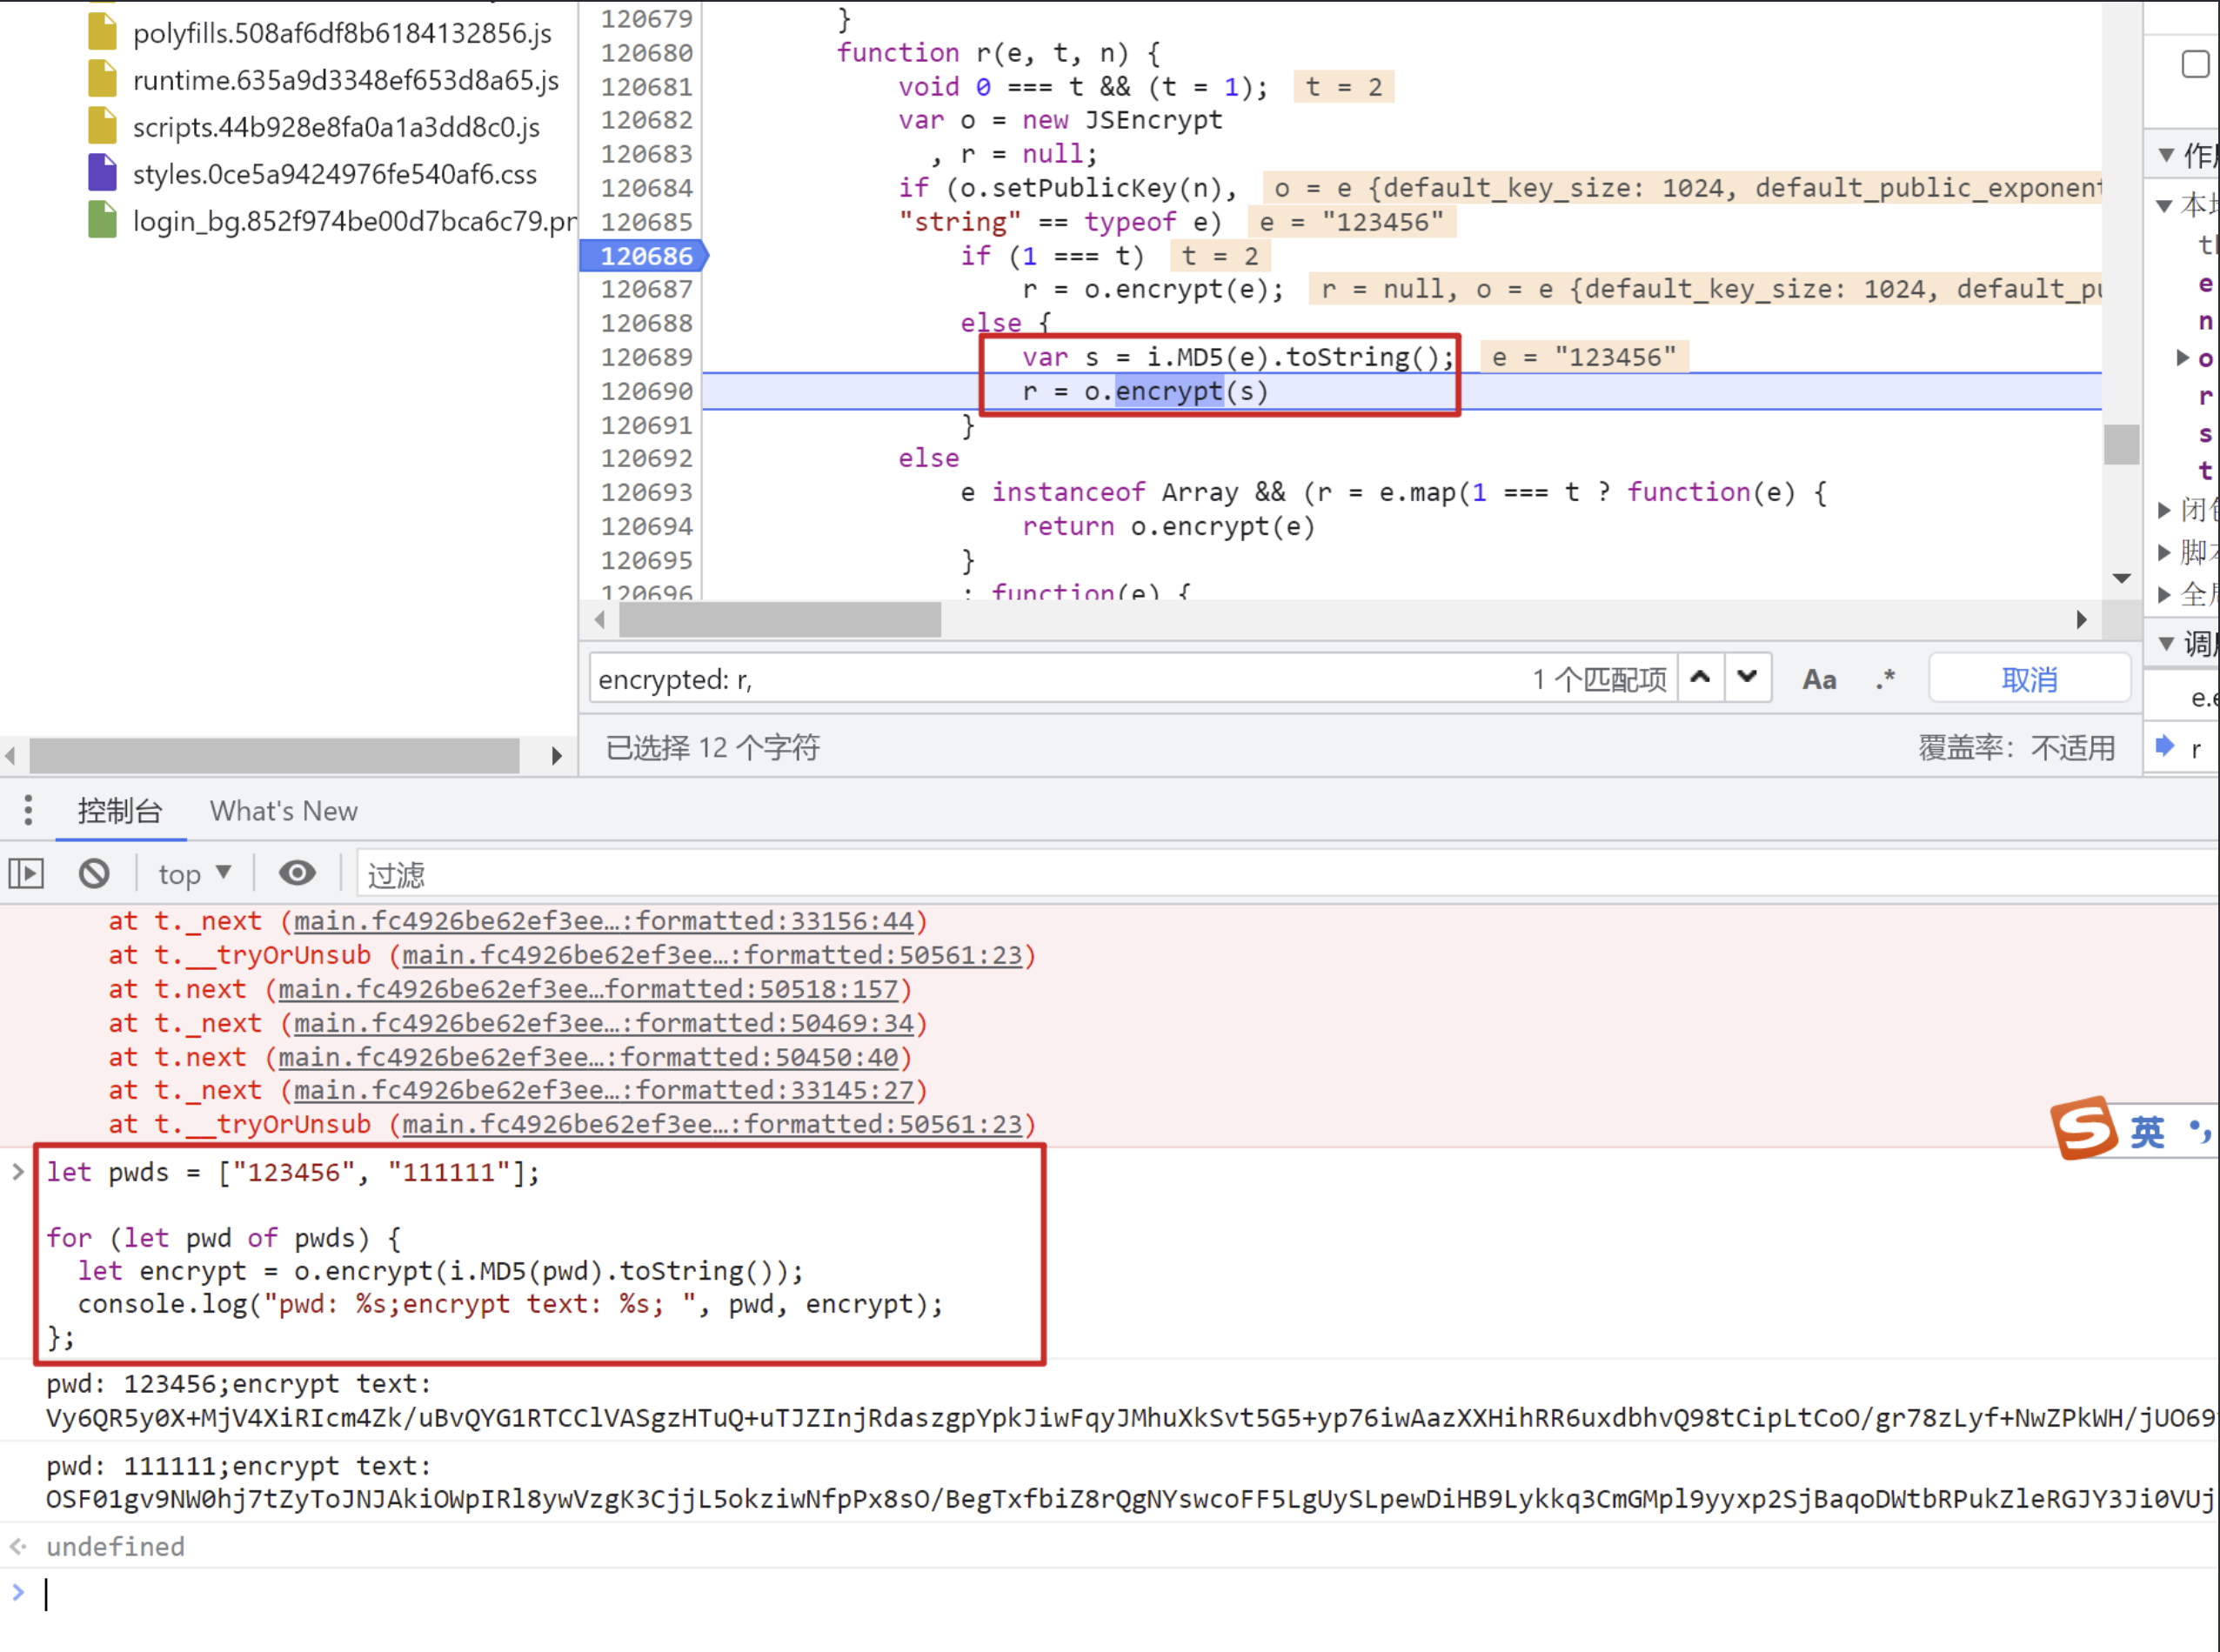 polyfills.508af6df8b6184132856.js
runtime.635a9d3348ef653d8a65.js
scripts.44b928e8fa0a1a3dd8c0.js
styles.0ce5a9424976fe540af6.css
login_bg.852f974be00d7bca6c79.pr
120679 }
120680 function r(e, t, n) {
120681 void 0 === t && (t = 1); t = 2
120682 var o = new JSEncrypt
120683 , r = null;
120684 if (o.setPublicKey(n), o = e {default_key_size: 1024, default_public_exponent
120685 "string" == typeof e) e = "123456"
120686 if (1 === t) t = 2
120687 r = o.encrypt(e); r = null, o = e {default_key_size: 1024, default_pu
120688 else {
120689 var s = i.MD5(e).toString(); e = "123456"
120690 r = o.encrypt(s)
120691 }
120692 else
120693 e instanceof Array && (r = e.map(1 === t ? function(e) {
120694 return o.encrypt(e)
120695 }
120696 : function(e) {
作
本
e
n
o
r
s
t
闭
脚
全
调
e.e
r
encrypted: r, 1 个匹配项 Aa .* 取消
已选择 12 个字符 覆盖率：不适用
控制台 What's New
top 过滤
at t._next (main.fc4926be62ef3ee…:formatted:33156:44)
at t.__tryOrUnsub (main.fc4926be62ef3ee…:formatted:50561:23)
at t.next (main.fc4926be62ef3ee…formatted:50518:157)
at t._next (main.fc4926be62ef3ee…:formatted:50469:34)
at t.next (main.fc4926be62ef3ee…:formatted:50450:40)
at t._next (main.fc4926be62ef3ee…:formatted:33145:27)
at t.__tryOrUnsub (main.fc4926be62ef3ee…:formatted:50561:23)
S 英
> let pwds = ["123456", "111111"];
for (let pwd of pwds) {
let encrypt = o.encrypt(i.MD5(pwd).toString());
console.log("pwd: %s;encrypt text: %s; ", pwd, encrypt);
};
pwd: 123456;encrypt text:
Vy6QR5y0X+MjV4XiRIcm4Zk/uBvQYG1RTCClVASgzHTuQ+uTJZInjRdaszgpYpkJiwFqyJMhuXkSvt5G5+yp76iwAazXXHihRR6uxdbhvQ98tCipLtCoO/gr78zLyf+NwZPkWH/jUO69
pwd: 111111;encrypt text:
OSF01gv9NW0hj7tZyToJNJAkiOWpIRl8ywVzgK3CjjL5okziwNfpPx8sO/BegTxfbiZ8rQgNYswcoFF5LgUySLpewDiHB9Lykkq3CmGMpl9yyxp2SjBaqoDWtbRPukZleRGJY3Ji0VUj
undefined
>